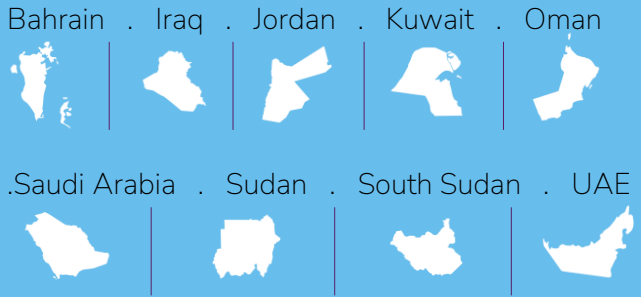 Bahrain . Iraq . Jordan . Kuwait . Oman
.Saudi Arabia . Sudan . South Sudan . UAE